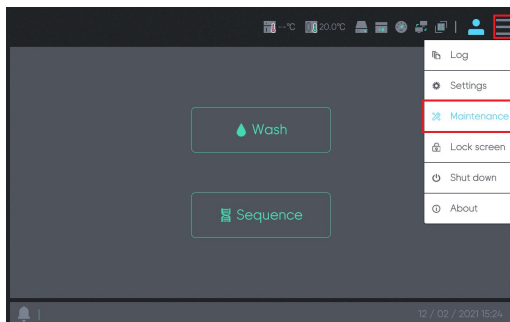 --°C 20.0°C
Log
Settings
Maintenance
Wash
Lock screen
Shut down
Sequence
About
12 / 02 / 2021 15:24